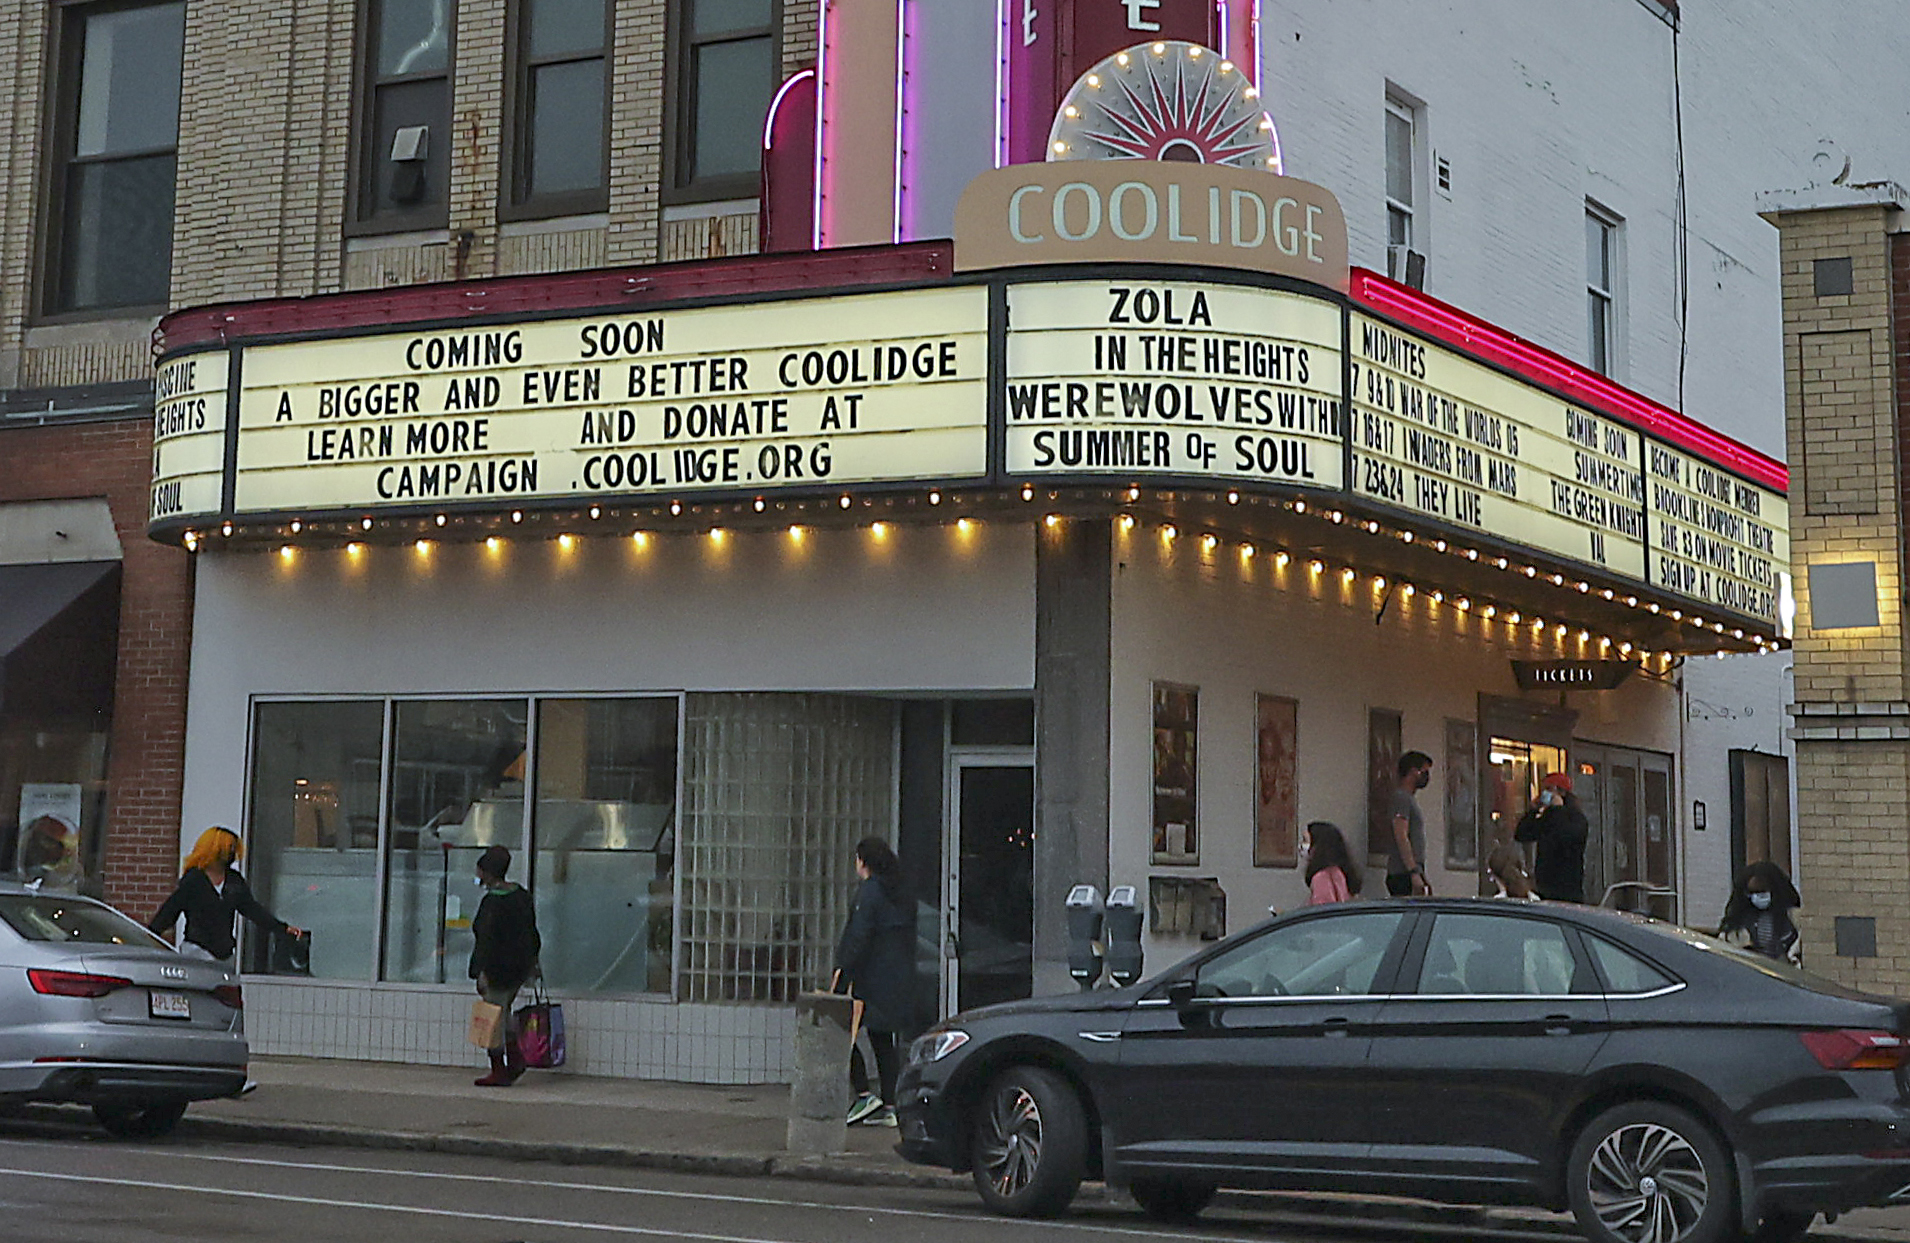 E
E
COOLIDGE
EIGHTS
SOUL
COMING SOON
A BIGGER AND EVEN BETTER COOLIDGE
LEARN MORE AND DONATE AT
CAMPAIGN .COOLIDGE.ORG
ZOLA
IN THE HEIGHTS
WEREWOLVES WITHIN
SUMMER OF SOUL
MIDNITES
7 9&10 WAR OF THE WORLDS 05
7 16&17 INVADERS FROM MARS
7 23&24 THEY LIVE
COMING SOON
SUMMERTIME
THE GREEN KNIGHT
VAL
BECOME A COOLIDGE MEMBER
BROOKLINE'S NONPROFIT THEATRE
SAVE $3 ON MOVIE TICKETS
SIGN UP AT COOLIDGE.ORG
TICKETS